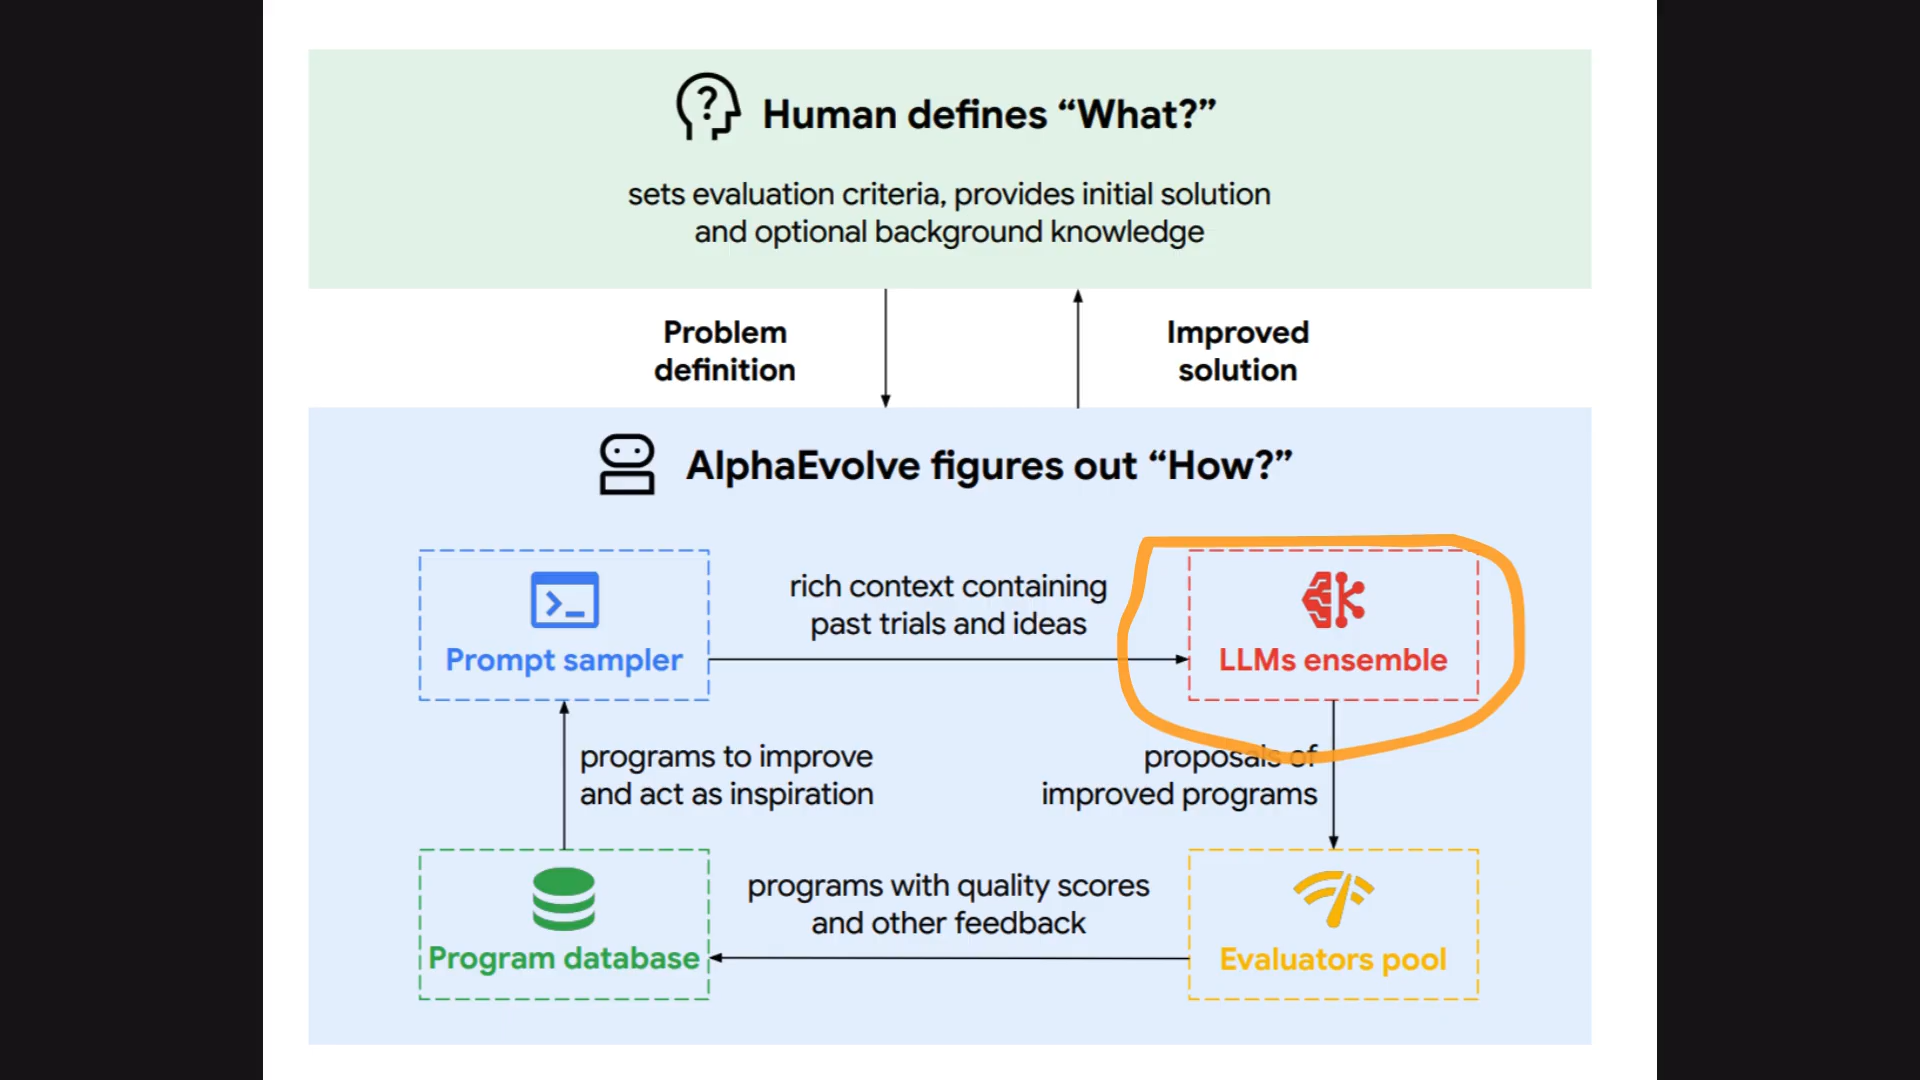 Human defines “What?”
sets evaluation criteria, provides initial solution
and optional background knowledge
Problem
definition
Improved
solution
AlphaEvolve figures out “How?”
Prompt sampler
rich context containing
past trials and ideas
LLMs ensemble
programs to improve
and act as inspiration
proposals of
improved programs
Program database
programs with quality scores
and other feedback
Evaluators pool